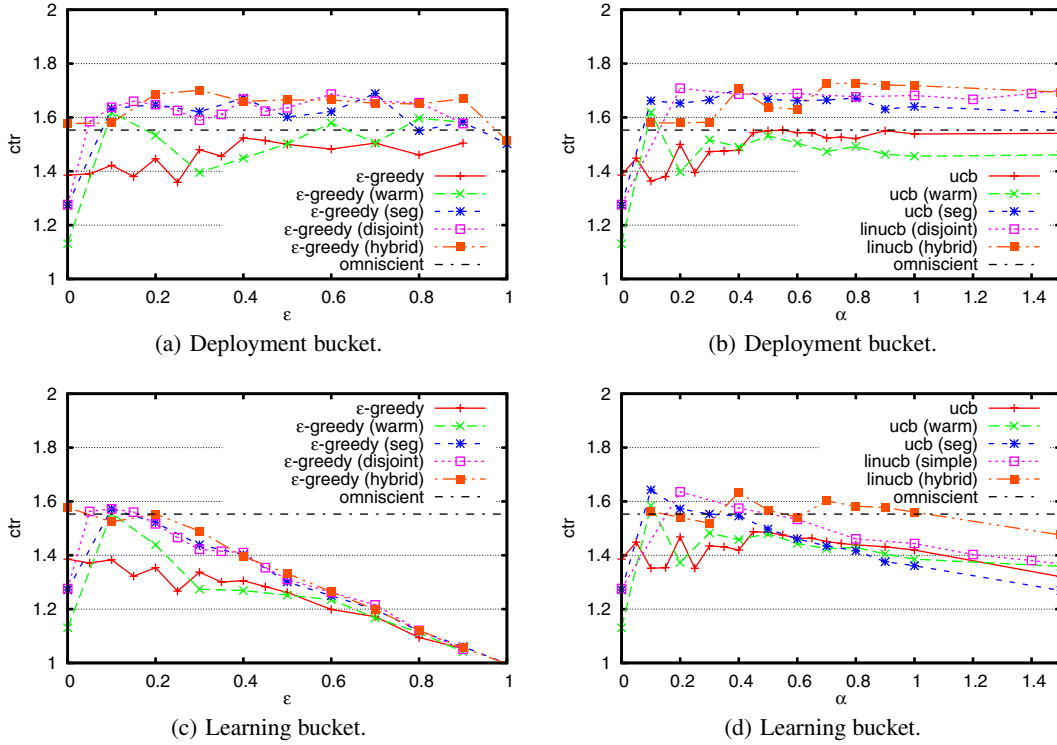 2
1.8
1.6
1.4
1.2
1
ctr
0 0.2 0.4 0.6 0.8 1
ε
ε-greedy
ε-greedy (warm)
ε-greedy (seg)
ε-greedy (disjoint)
ε-greedy (hybrid)
omniscient
(a) Deployment bucket.
2
1.8
1.6
1.4
1.2
1
ctr
0 0.2 0.4 0.6 0.8 1 1.2 1.4
α
ucb
ucb (warm)
ucb (seg)
linucb (disjoint)
linucb (hybrid)
omniscient
(b) Deployment bucket.
2
1.8
1.6
1.4
1.2
1
ctr
0 0.2 0.4 0.6 0.8 1
ε
ε-greedy
ε-greedy (warm)
ε-greedy (seg)
ε-greedy (disjoint)
ε-greedy (hybrid)
omniscient
(c) Learning bucket.
2
1.8
1.6
1.4
1.2
1
ctr
0 0.2 0.4 0.6 0.8 1 1.2 1.4
α
ucb
ucb (warm)
ucb (seg)
linucb (simple)
linucb (hybrid)
omniscient
(d) Learning bucket.